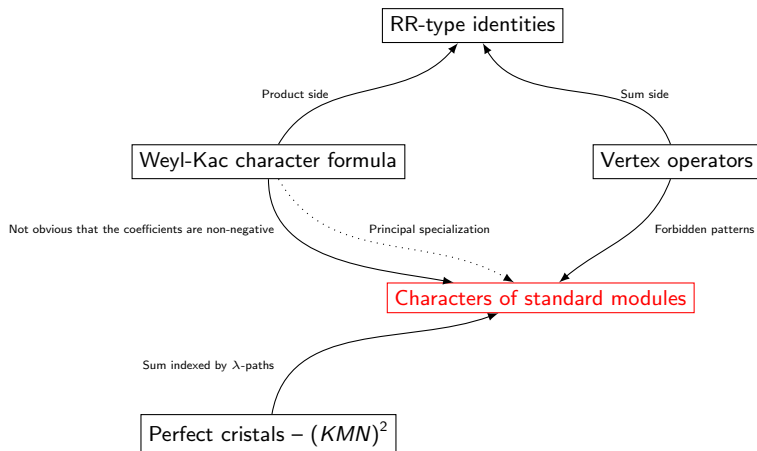 RR-type identities
Product side
Sum side
Weyl-Kac character formula
Vertex operators
Not obvious that the coefficients are non-negative
Principal specialization
Forbidden patterns
Characters of standard modules
Sum indexed by λ-paths
Perfect cristals – (KMN)²